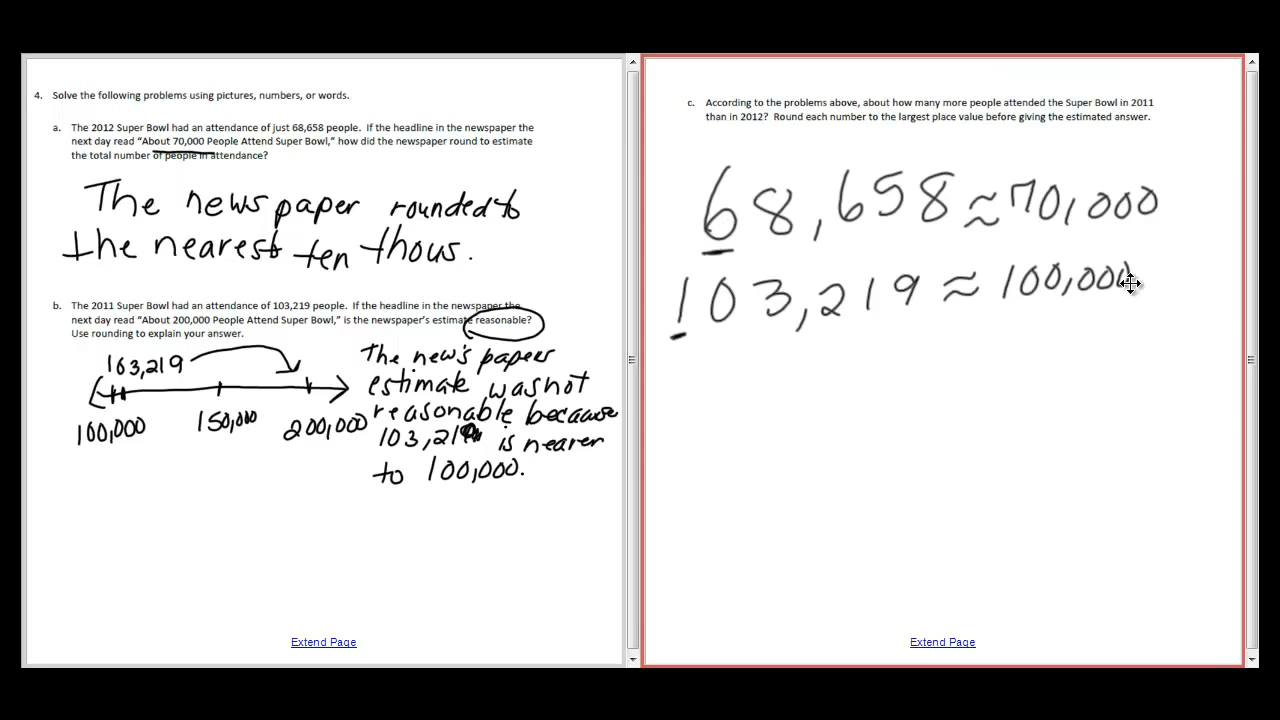 4. Solve the following problems using pictures, numbers, or words.
a. The 2012 Super Bowl had an attendance of just 68,658 people. If the headline in the newspaper the
next day read "About 70,000 People Attend Super Bowl," how did the newspaper round to estimate
the total number of people in attendance?
The newspaper rounded to
the nearest ten thous.
b. The 2011 Super Bowl had an attendance of 103,219 people. If the headline in the newspaper the
next day read "About 200,000 People Attend Super Bowl," is the newspaper's estimate reasonable?
Use rounding to explain your answer.
103,219
100,000 150,000 200,000
The news papers
estimate was not
reasonable because
103,219 is nearer
to 100,000.
Extend Page
c. According to the problems above, about how many more people attended the Super Bowl in 2011
than in 2012? Round each number to the largest place value before giving the estimated answer.
68,658 ≈ 70,000
103,219 ≈ 100,000
Extend Page